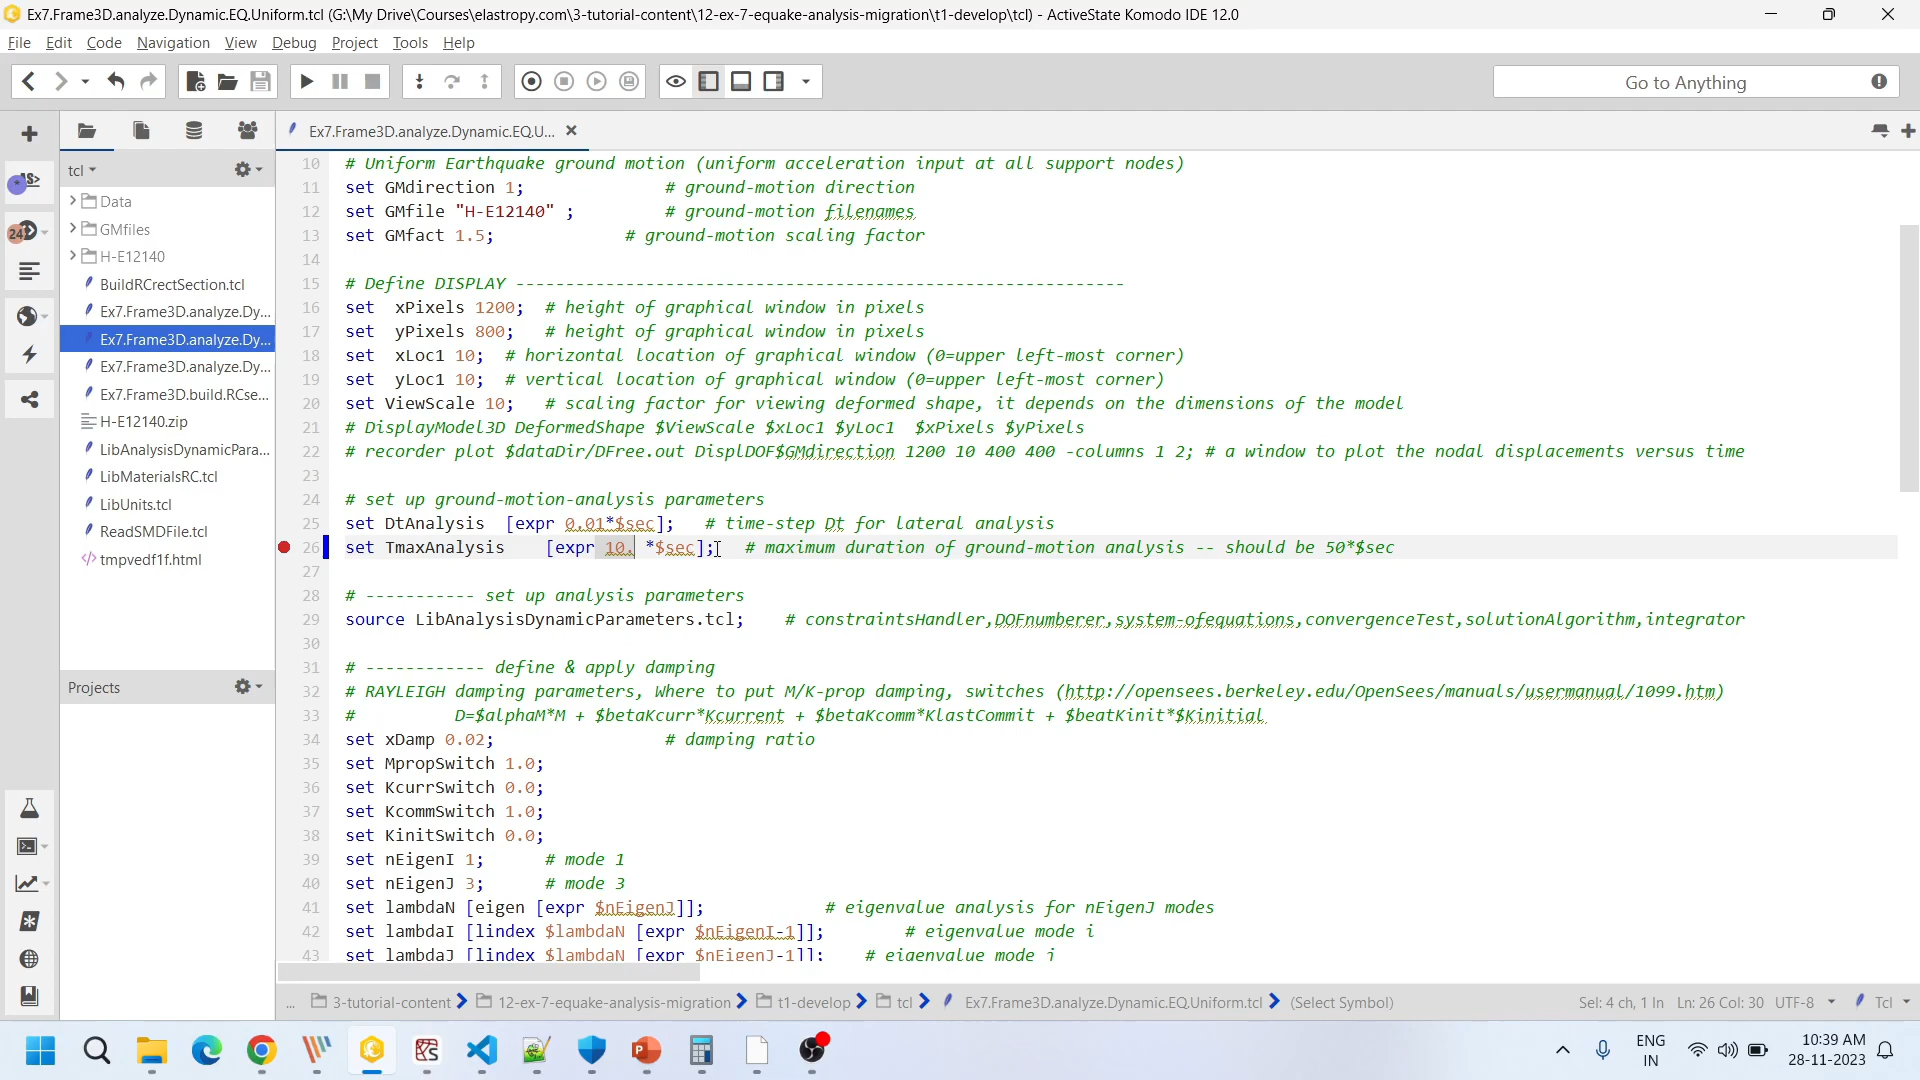 Ex7.Frame3D.analyze.Dynamic.EQ.Uniform.tcl (G:\My Drive\Courses\elastropy.com\3-tutorial-content\12-ex-7-equake-analysis-migration\t1-develop\tcl) - ActiveState Komodo IDE 12.0
File Edit Code Navigation View Debug Project Tools Help
Go to Anything
Ex7.Frame3D.analyze.Dynamic.EQ.U...
tcl
Data
GMfiles
H-E12140
BuildRCrectSection.tcl
Ex7.Frame3D.analyze.Dy...
Ex7.Frame3D.analyze.Dy...
Ex7.Frame3D.analyze.Dy...
Ex7.Frame3D.build.RCse...
H-E12140.zip
LibAnalysisDynamicPara...
LibMaterialsRC.tcl
LibUnits.tcl
ReadSMDFile.tcl
tmpvedf1f.html
Projects
10 # Uniform Earthquake ground motion (uniform acceleration input at all support nodes)
11 set GMdirection 1; # ground-motion direction
12 set GMfile "H-E12140" ; # ground-motion filenames
13 set GMfact 1.5; # ground-motion scaling factor
14
15 # Define DISPLAY -------------------------------------------------------------
16 set xPixels 1200; # height of graphical window in pixels
17 set yPixels 800; # height of graphical window in pixels
18 set xLoc1 10; # horizontal location of graphical window (0=upper left-most corner)
19 set yLoc1 10; # vertical location of graphical window (0=upper left-most corner)
20 set ViewScale 10; # scaling factor for viewing deformed shape, it depends on the dimensions of the model
21 # DisplayModel3D DeformedShape $ViewScale $xLoc1 $yLoc1 $xPixels $yPixels
22 # recorder plot $dataDir/DFree.out DisplDOF$GMdirection 1200 10 400 400 -columns 1 2; # a window to plot the nodal displacements versus time
23
24 # set up ground-motion-analysis parameters
25 set DtAnalysis [expr 0.01*$sec]; # time-step Dt for lateral analysis
26 set TmaxAnalysis [expr 10. *$sec]; # maximum duration of ground-motion analysis -- should be 50*$sec
27
28 # ----------- set up analysis parameters
29 source LibAnalysisDynamicParameters.tcl; # constraintsHandler,DOFnumberer,system-ofequations,convergenceTest,solutionAlgorithm,integrator
30
31 # ------------ define & apply damping
32 # RAYLEIGH damping parameters, Where to put M/K-prop damping, switches (http://opensees.berkeley.edu/OpenSees/manuals/usermanual/1099.htm)
33 # D=$alphaM*M + $betaKcurr*Kcurrent + $betaKcomm*KlastCommit + $beatKinit*$Kinitial
34 set xDamp 0.02; # damping ratio
35 set MpropSwitch 1.0;
36 set KcurrSwitch 0.0;
37 set KcommSwitch 1.0;
38 set KinitSwitch 0.0;
39 set nEigenI 1; # mode 1
40 set nEigenJ 3; # mode 3
41 set lambdaN [eigen [expr $nEigenJ]]; # eigenvalue analysis for nEigenJ modes
42 set lambdaI [lindex $lambdaN [expr $nEigenI-1]]; # eigenvalue mode i
43 set lambdaJ [lindex $lambdaN [expr $nEigenJ-1]]; # eigenvalue mode j
... 3-tutorial-content 12-ex-7-equake-analysis-migration t1-develop tcl Ex7.Frame3D.analyze.Dynamic.EQ.Uniform.tcl (Select Symbol) Sel: 4 ch, 1 ln Ln: 26 Col: 30 UTF-8 Tcl
ENG
IN
10:39 AM
28-11-2023